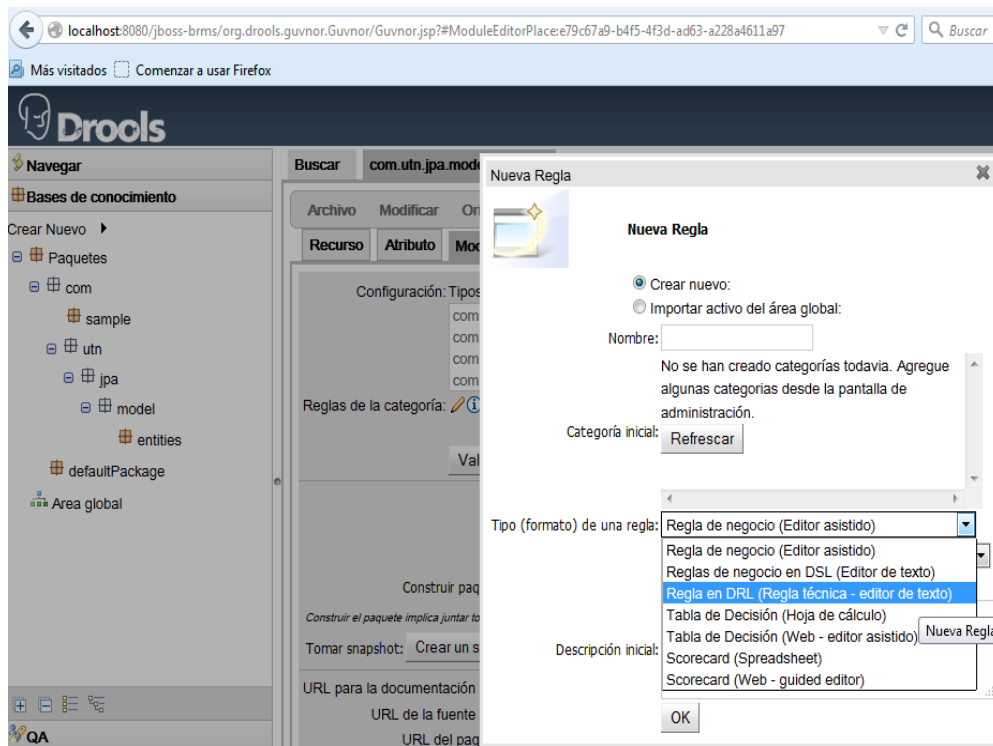 localhost:8080/jboss-brms/org.drools.guvnor.Guvnor/Guvnor.jsp?#ModuleEditorPlace:e79c67a9-b4f5-4f3d-ad63-a228a4611a97
Buscar
Más visitados
Comenzar a usar Firefox
Drools
Navegar
Bases de conocimiento
Crear Nuevo
Paquetes
com
sample
utn
jpa
model
entities
defaultPackage
Area global
QA
Buscar
com.utn.jpa.mode
Archivo Modificar Ori
Recurso Atributo Mod
Configuración: Tipos
com
com
com
com
Reglas de la categoría:
Val
Construir paq
Construir el paquete implica juntar to
Tomar snapshot: Crear un s
URL para la documentación
URL de la fuente
URL del paq
Nueva Regla
Nueva Regla
Crear nuevo:
Importar activo del área global:
Nombre:
No se han creado categorías todavia. Agregue
algunas categorias desde la pantalla de
administración.
Categoría inicial:
Refrescar
Tipo (formato) de una regla: Regla de negocio (Editor asistido)
Regla de negocio (Editor asistido)
Reglas de negocio en DSL (Editor de texto)
Regla en DRL (Regla técnica - editor de texto)
Tabla de Decisión (Hoja de cálculo)
Tabla de Decisión (Web - editor asistido)
Nueva Regla
Scorecard (Spreadsheet)
Scorecard (Web - guided editor)
Descripción inicial:
OK